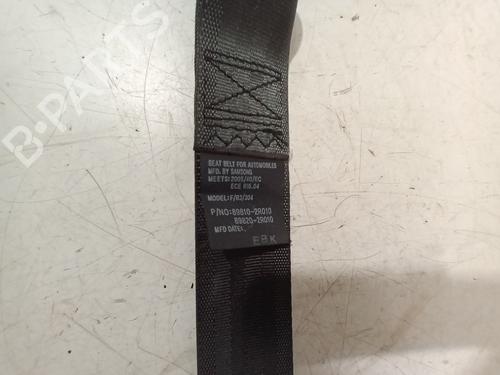 B-PARTS
SEAT BELT FOR AUTOMOBILES
MFD. BY SAMSONG
MEETS: 2005/40/EC
ECE R16.04
MODEL: F/R3/304
P/NO: 89810-2R010
89820-2R010
MFD DATE:
EBK